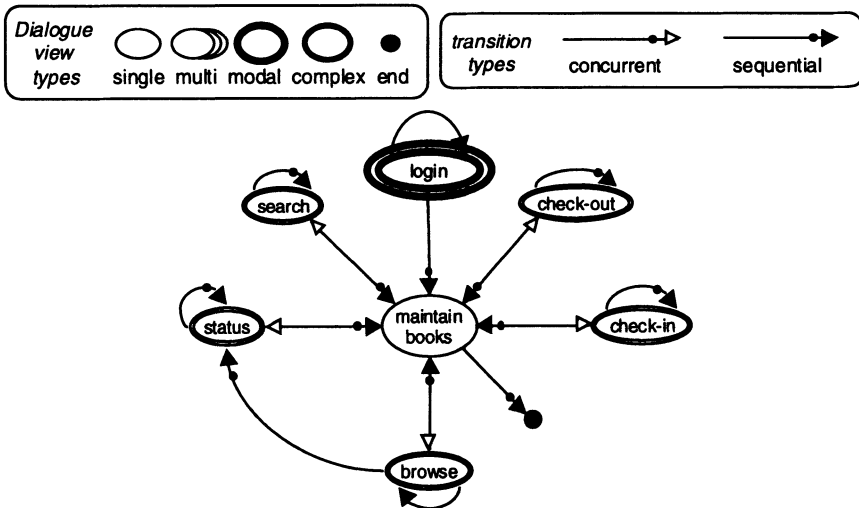 Dialogue
view
types
single multi modal complex end
transition
types
concurrent sequential
login
search
check-out
status
maintain
books
check-in
browse